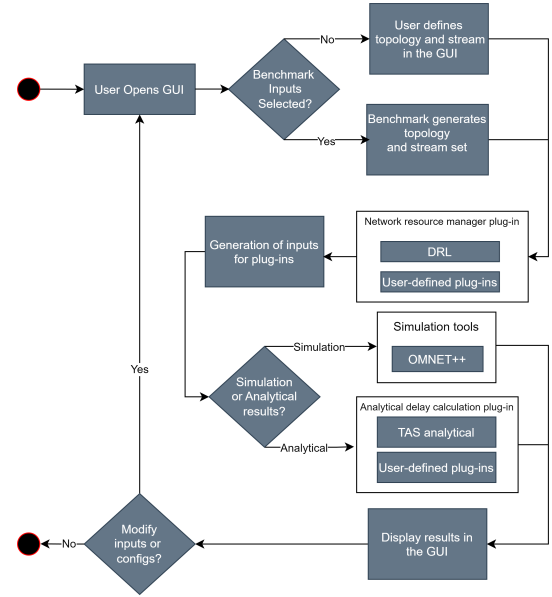 User Opens GUI
Benchmark
Inputs
Selected?
No
User defines
topology and stream
in the GUI
Yes
Benchmark generates
topology
and stream set
Network resource manager plug-in
DRL
User-defined plug-ins
Generation of inputs
for plug-ins
Simulation
or Analytical
results?
Simulation
Simulation tools
OMNET++
Analytical
Analytical delay calculation plug-in
TAS analytical
User-defined plug-ins
Display results in
the GUI
Modify
inputs or
configs?
Yes
No